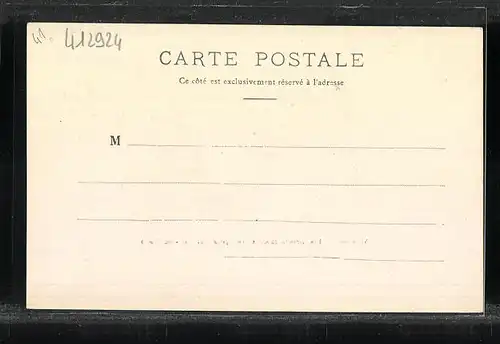 412924
CARTE POSTALE
Ce côté est exclusivement réservé à l'adresse
M